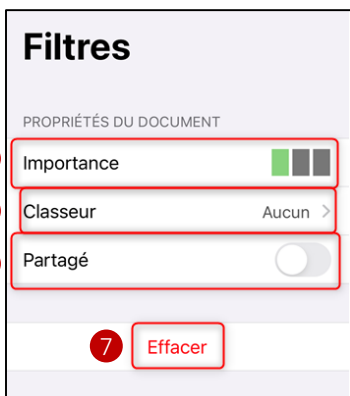 Filtres
PROPRIÉTÉS DU DOCUMENT
Importance
Classeur Aucun >
Partagé
7 Effacer